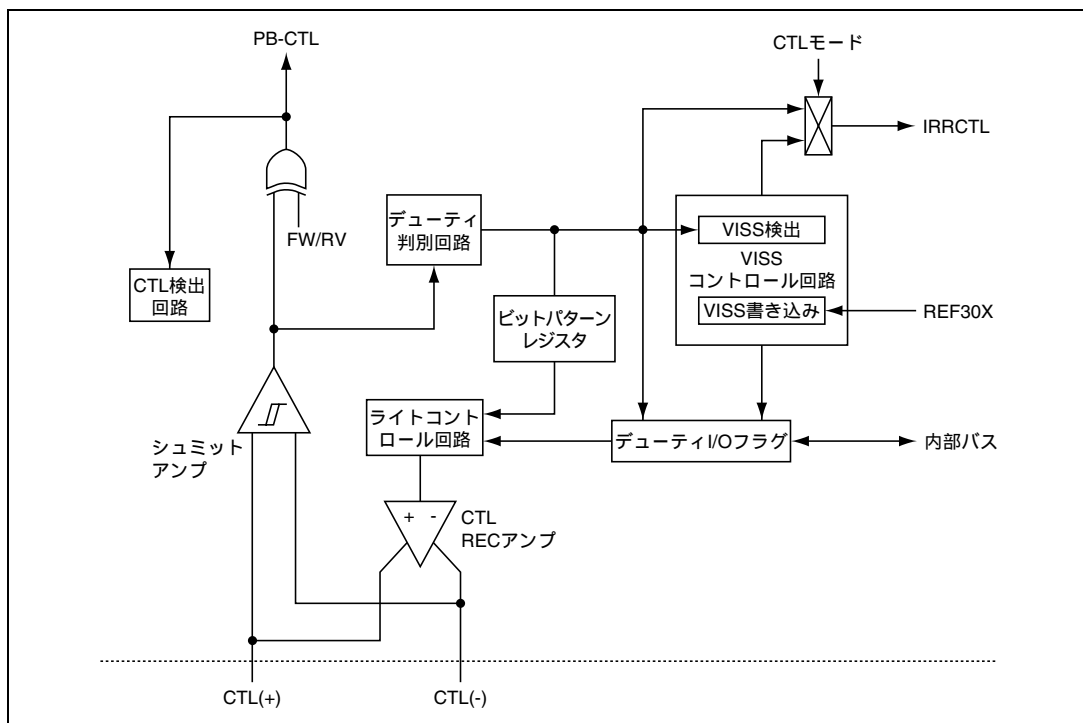 PB-CTL
CTLモード
IRRCTL
FW/RV
デューティ
判別回路
VISS検出
VISS
コントロール回路
VISS書き込み
REF30X
CTL検出
回路
ビットパターン
レジスタ
ライトコント
ロール回路
デューティI/Oフラグ
内部バス
シュミット
アンプ
+ -
CTL
RECアンプ
CTL(+)
CTL(-)